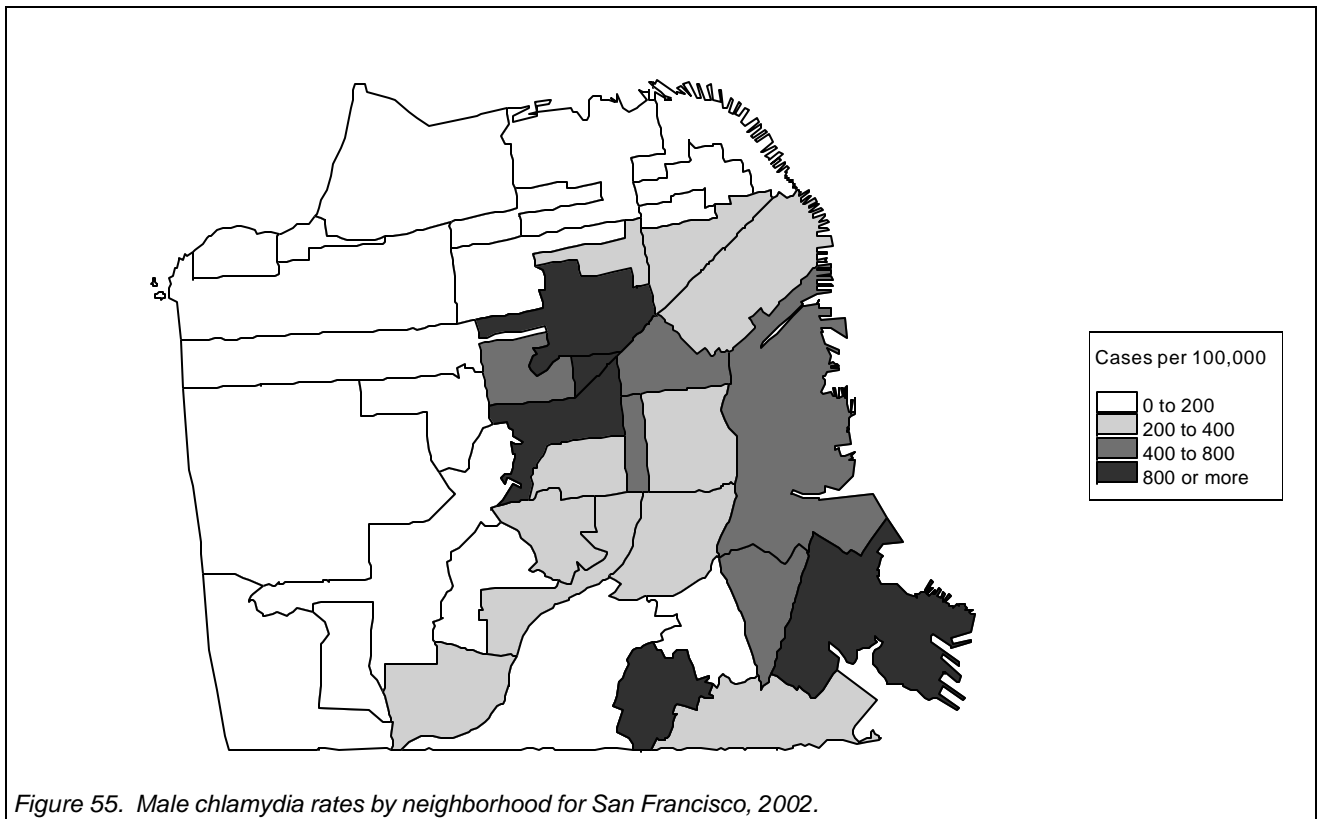 Cases per 100,000
0 to 200
200 to 400
400 to 800
800 or more
Figure 55. Male chlamydia rates by neighborhood for San Francisco, 2002.